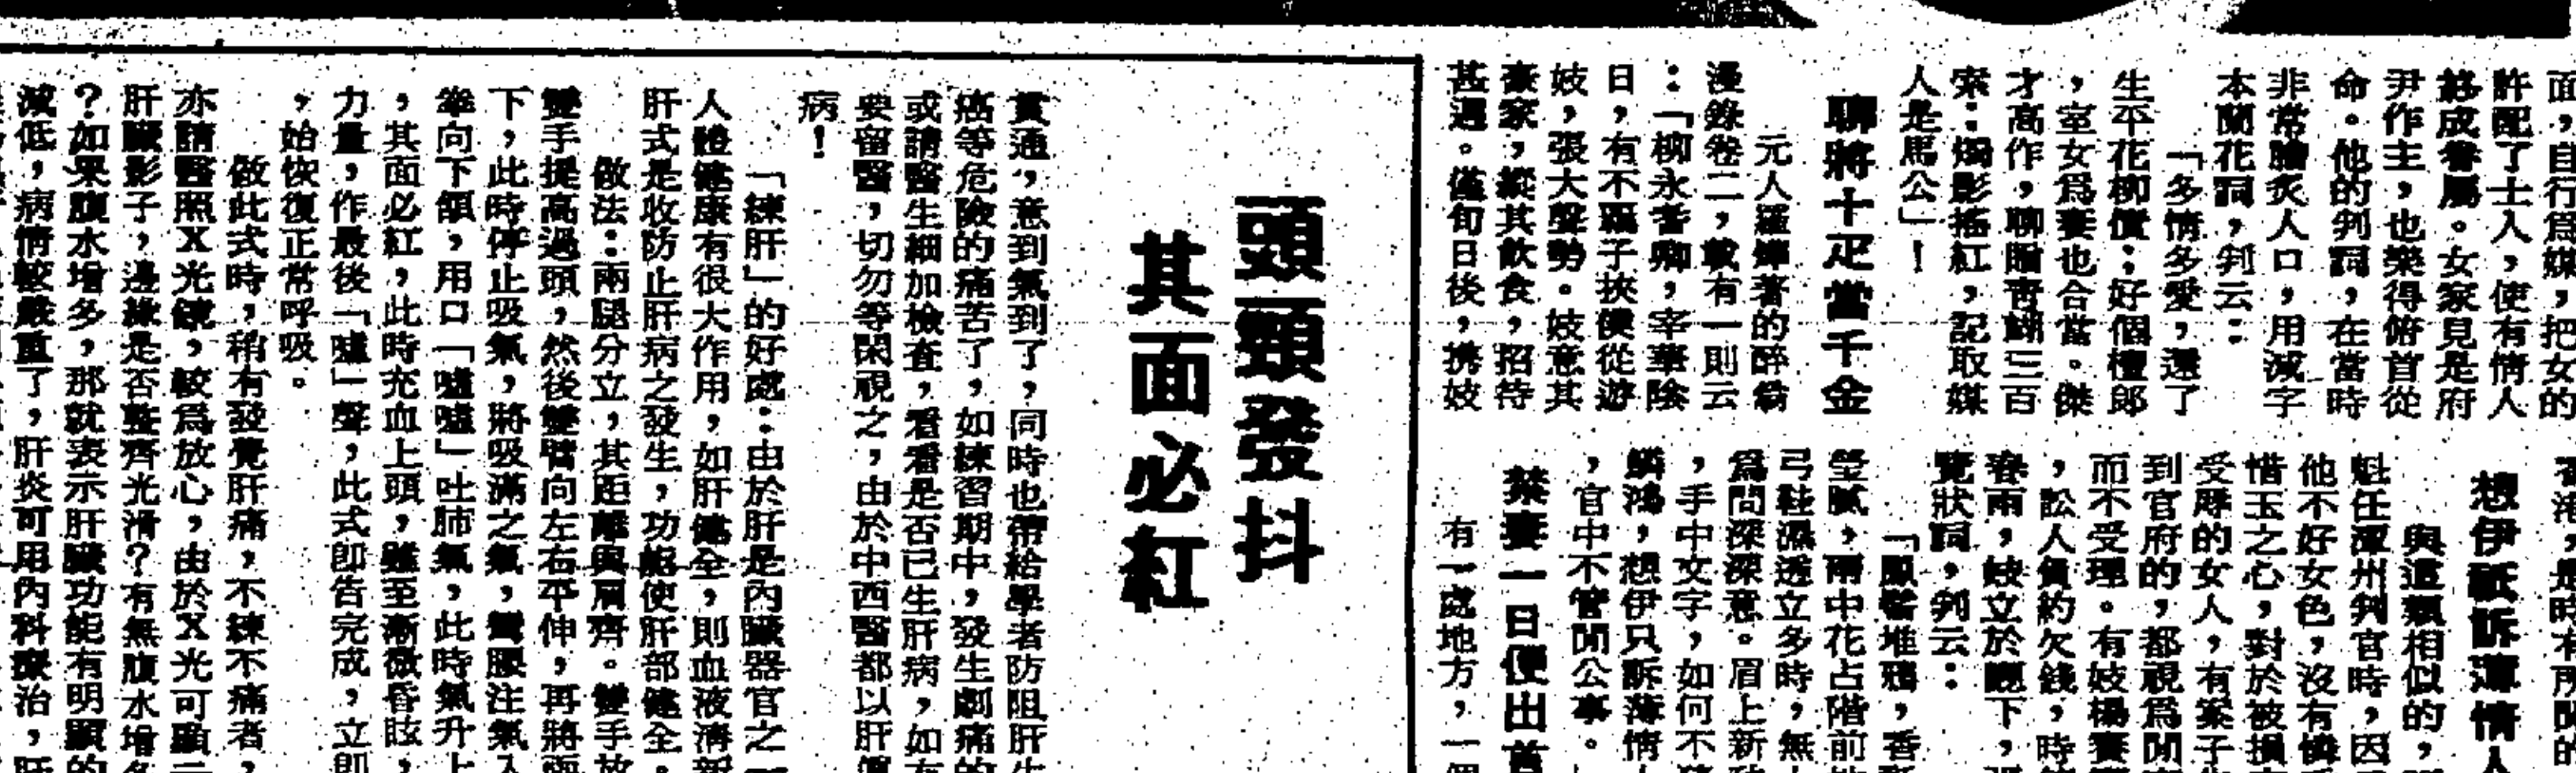 面，自行爲媒，把女的
許配了士人，使有情人
終成眷屬。女家見是府
尹作主，也樂得俯首從
命。他的判詞，在當時
非常膾炙人口，用減字
本蘭花詞，判云：
「多情多愛，還了
生平花柳債；好個檀郎
，室女爲妻也合當。傑
才高作，聊贈青蚨三百
索：燭影搖紅，記取媒
人是馬公」！
聊將十疋當千金
元人羅燁著的醉翁
漫錄卷二，載有一則云
：「柳永耆卿，宰華陰
日，有不羈子挾僕從游
妓，張大聲勢。妓意其
豪家，縱其飲食，招待
甚週。僅旬日後，携妓
想伊祇訴薄情人
與這類相似的，
魁任潭州判官時，因
他不好女色，沒有憐
惜玉之心，對於被損
受辱的女人，有案子
到官府的，都視爲閒
而不受理。有妓楊賽
，訟人負約欠錢，時
春雨，妓立於廳下，
覽狀詞，判云：
「鳳髻堆鴉，香
瑩膩，雨中花占階前
弓鞋濕透立多時，無
爲問深深意。眉上新
，手中文字，如何不
鱗鴻，想伊只訴薄情
，官中不管閒公事。
禁妻一日便出首
有一處地方，一個
頭頸發抖
其面必紅
貫通，意到氣到了，同時也帶給學者防阻肝
癌等危險的痛苦了，如練習期中，發生劇痛的
或請醫生細加檢查，看看是否已生肝病，如有
要留醫，切勿等閑視之，由於中西醫都以肝
病！
「練肝」的好處：由於肝是內臟器官之一
人體健康有很大作用，如肝健全，則血液淸新
肝式是收防止肝病之發生，功能使肝部健全。
做法：兩腿分立，其距離與肩齊。雙手放
雙手提高過頭，然後雙臂向左右平伸，再將兩
下，此時停止吸氣，將吸滿之氣，彎腰注氣入
拳向下頷，用口「噓噓」吐肺氣，此時氣升上
，其面必紅，此時充血上頭，雖至漸微昏眩，
力量，作最後「噓」聲，此式卽告完成，立卽
，始恢復正常呼吸。
做此式時，稍有發覺肝痛，不練不痛者，
亦請醫照X光鏡，較爲放心，由於X光可顯示
肝臟影子，邊緣是否整齊光滑？有無腹水增多
？如果腹水增多，那就表示肝臟功能有明顯的
減低，病情較嚴重了，肝炎可用內科療治，肝